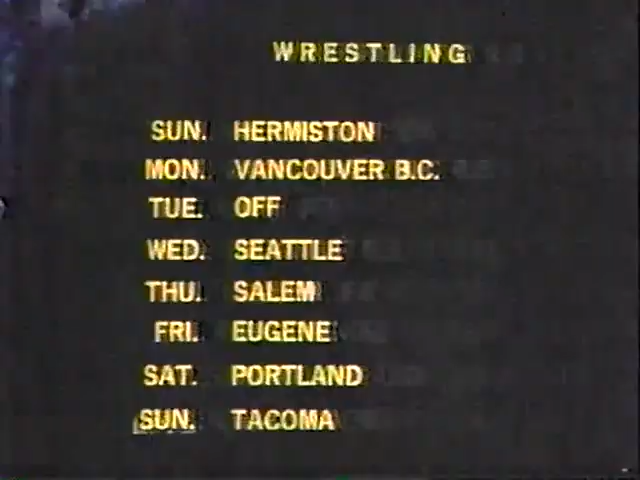 WRESTLING
SUN. HERMISTON
MON. VANCOUVER B.C.
TUE. OFF
WED. SEATTLE
THU. SALEM
FRI. EUGENE
SAT. PORTLAND
SUN. TACOMA